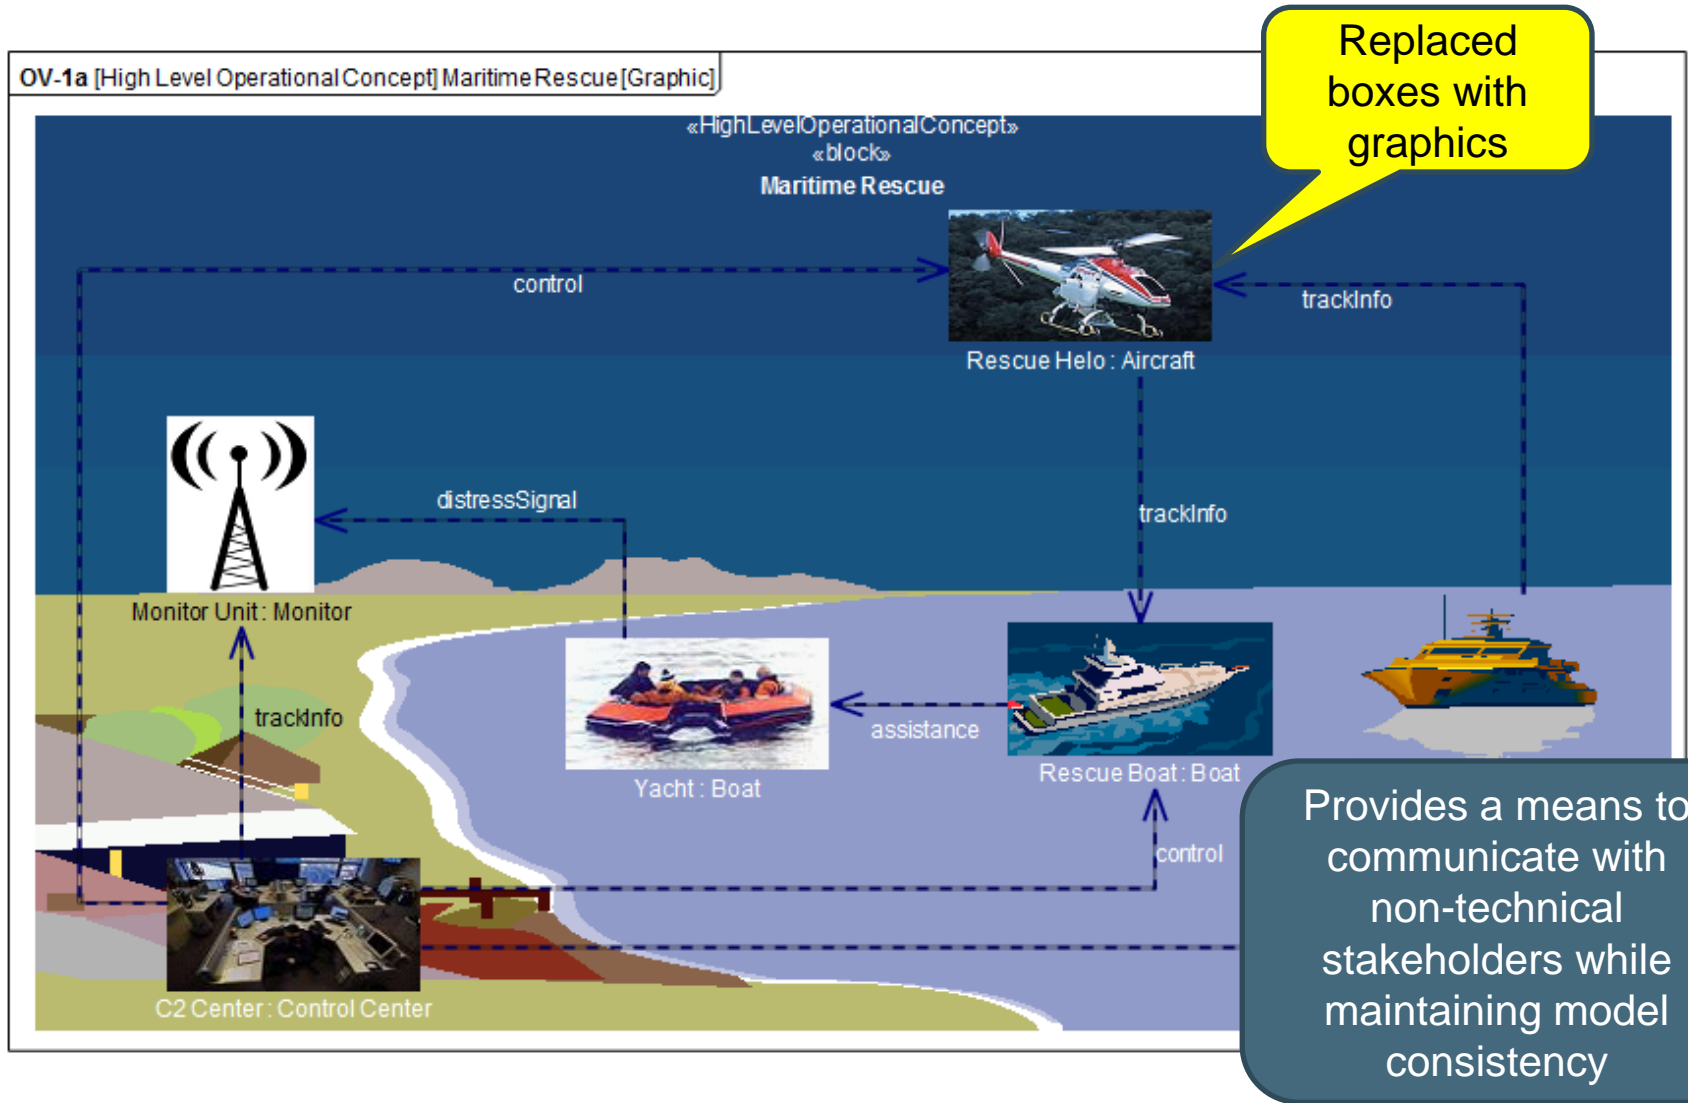 Replaced
boxes with
graphics
OV-1a [High Level Operational Concept] Maritime Rescue [Graphic]
«HighLevelOperationalConcept»
«block»
Maritime Rescue
control
trackInfo
Rescue Helo : Aircraft
distressSignal
trackInfo
Monitor Unit : Monitor
trackInfo
assistance
Yacht : Boat
Rescue Boat : Boat
control
C2 Center : Control Center
Provides a means to
communicate with
non-technical
stakeholders while
maintaining model
consistency